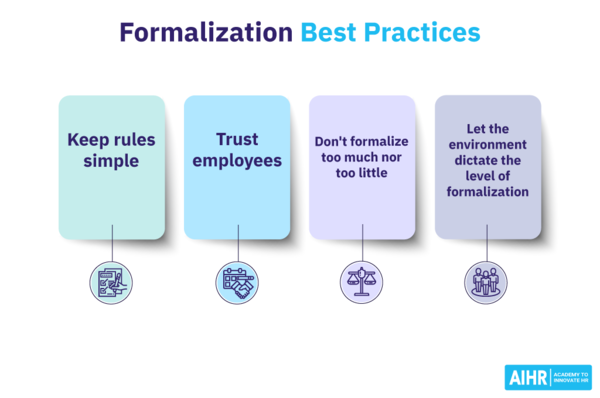 Formalization Best Practices
Keep rules
simple
Trust
employees
Don't formalize
too much nor
too little
Let the
environment
dictate the
level of
formalization
AIHR
ACADEMY TO
INNOVATE HR